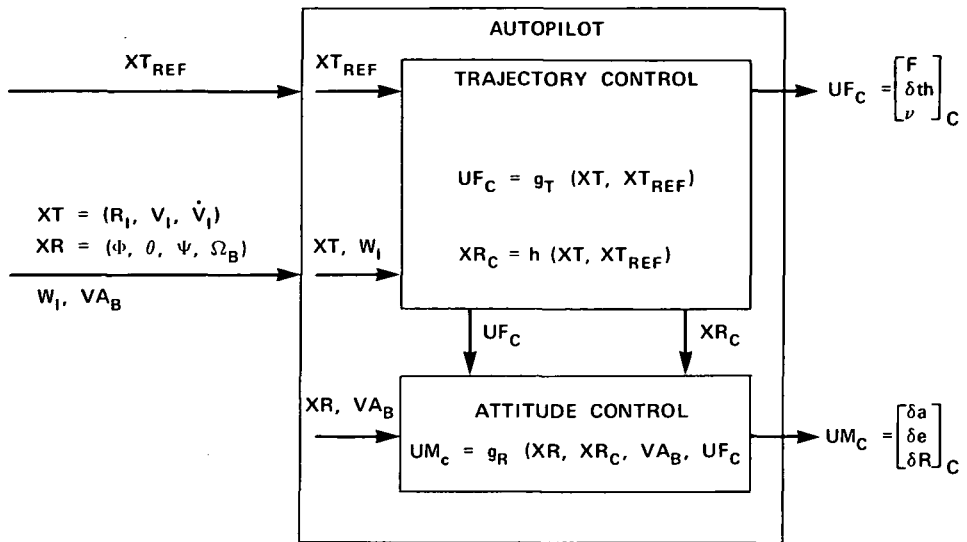 AUTOPILOT
XT_REF
XT_REF
TRAJECTORY CONTROL
UF_C = [F δth ν]_C
UF_C = g_T (XT, XT_REF)
XT = (R_I, V_I, V̇_I)
XR = (Φ, θ, Ψ, Ω_B)
XT, W_I
XR_C = h (XT, XT_REF)
W_I, VA_B
UF_C
XR_C
XR, VA_B
ATTITUDE CONTROL
UM_c = g_R (XR, XR_C, VA_B, UF_C
UM_C = [δa δe δR]_C